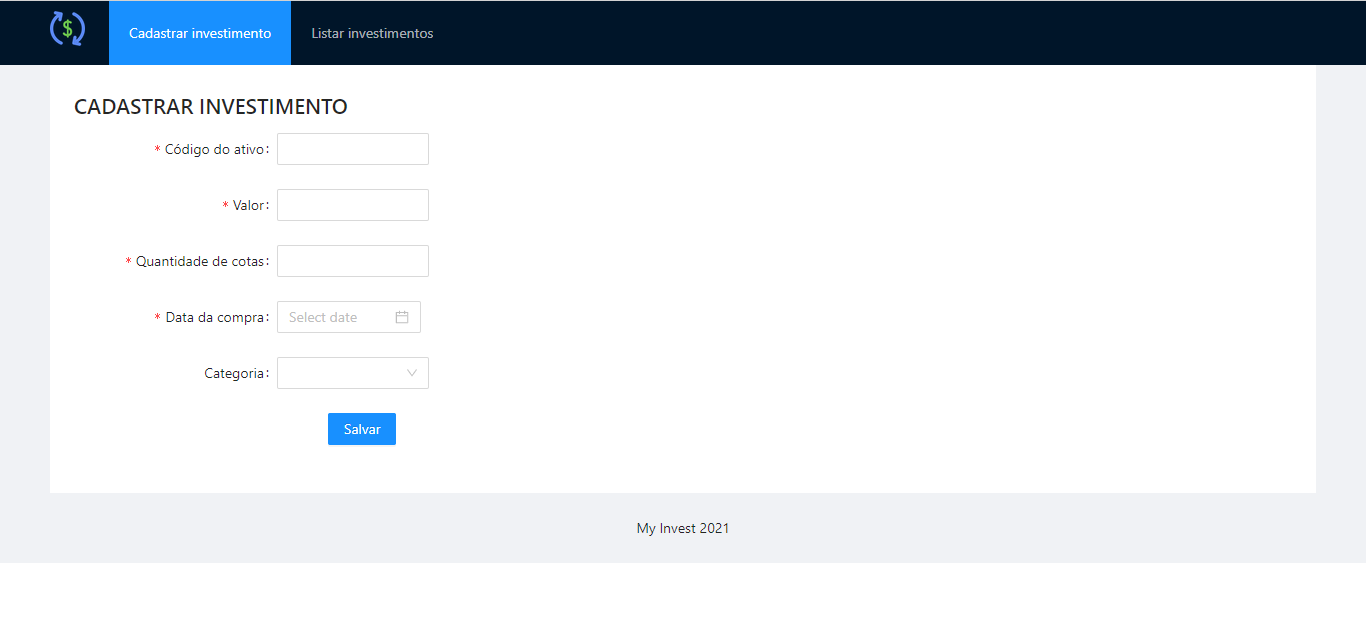 $
Cadastrar investimento
Listar investimentos
CADASTRAR INVESTIMENTO
* Código do ativo:
* Valor:
* Quantidade de cotas:
* Data da compra: Select date
Categoria:
Salvar
My Invest 2021